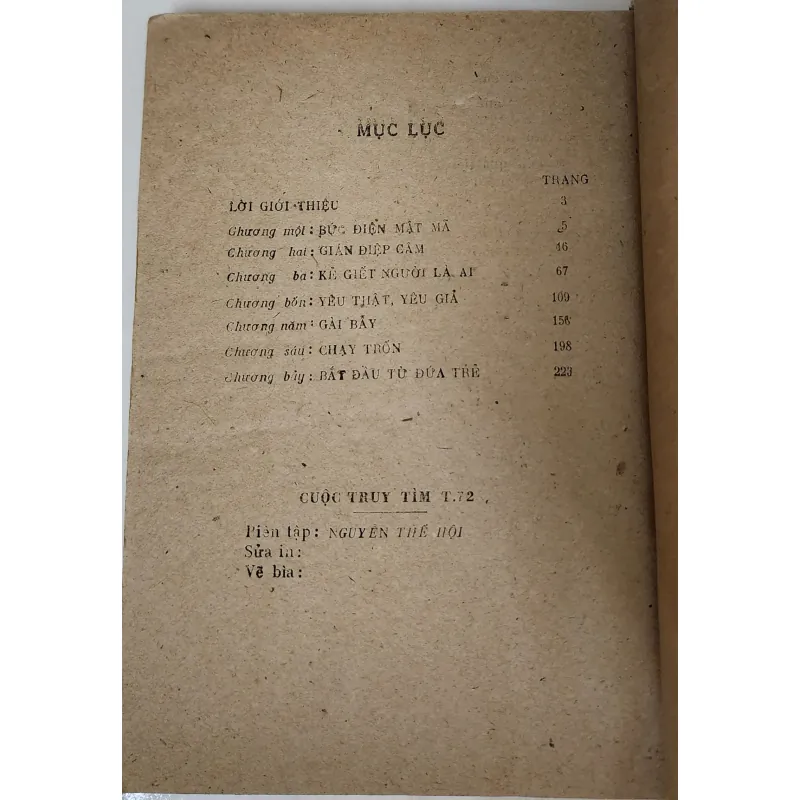 MỤC LỤC
TRANG
LỜI GIỚI THIỆU 3
Chương một: BỨC ĐIỆN MẬT MÃ 5
Chương hai: GIÁN ĐIỆP CÂM 46
Chương ba: KẺ GIẾT NGƯỜI LÀ AI 67
Chương bốn: YÊU THẬT, YÊU GIẢ 109
Chương năm: GÀI BẪY 156
Chương sáu: CHẠY TRỐN 198
Chương bảy: BẮT ĐẦU TỪ ĐỨA TRẺ 223
CUỘC TRUY TÌM T.72
Biên tập: NGUYỄN THẾ HỘI
Sửa in:
Vẽ bìa: